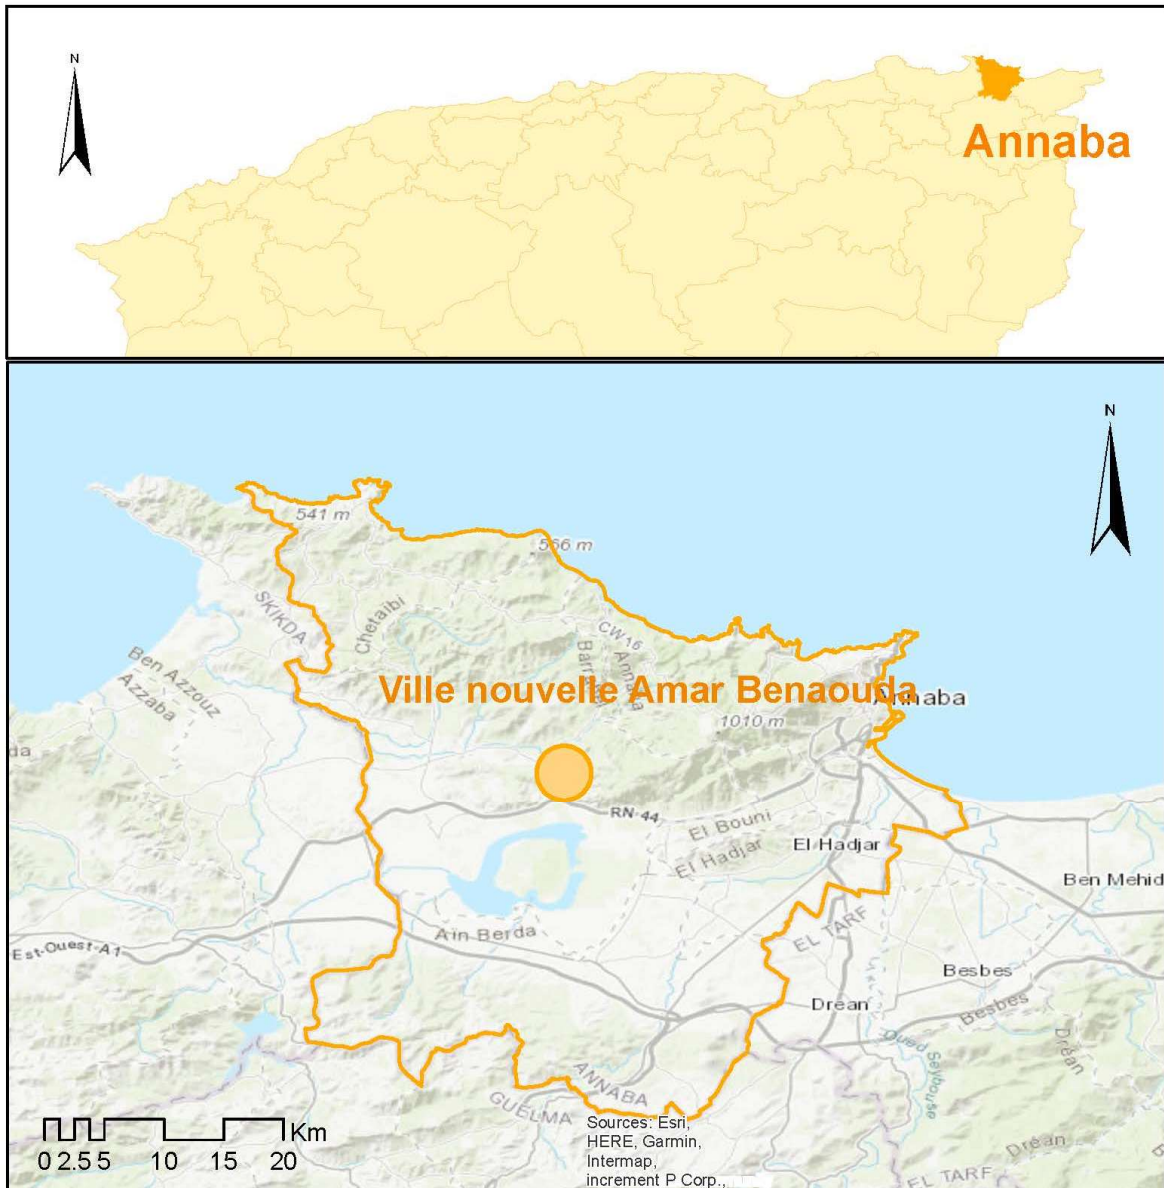 N
Annaba
N
541 m
566 m
SKIKDA
Chetaibi
CW16
Ben Azzouz
Azzaba
Annaba
Ville nouvelle Amar Benaouda
Annaba
1010 m
da
RN-44
El Bouni
El Hadjar
El Hadjar
Ben Mehid
Ain Berda
EL TARF
Est-Ouest-A1
Besbes
Besbes
Drean
Oued Seybouse
Dréan
ANNABA
GUELMA
Dréan
EL TARF
Km
0 2.5 5 10 15 20
Sources: Esri,
HERE, Garmin,
Intermap,
increment P Corp.,